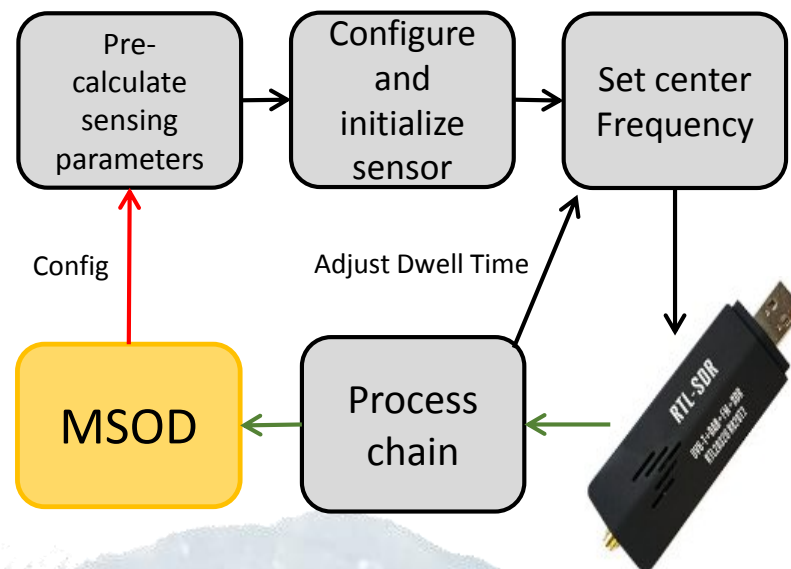 Pre-
calculate
sensing
parameters
Configure
and
initialize
sensor
Set center
Frequency
Config
Adjust Dwell Time
MSOD
Process
chain
RTL-SDR